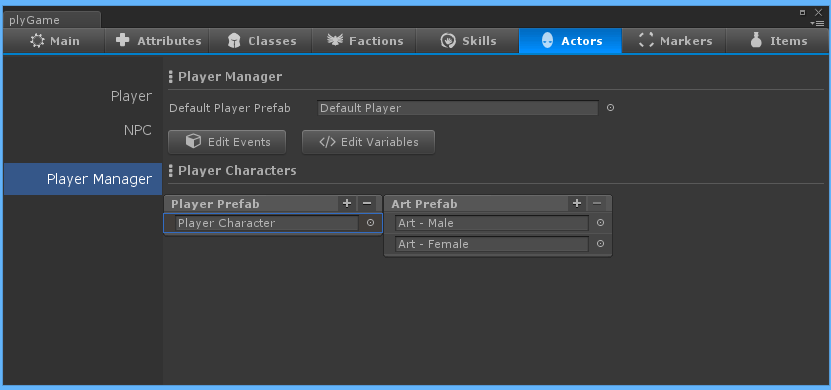 plyGame
Main Attributes Classes Factions Skills Actors Markers Items
Player Manager
Player
Default Player Prefab Default Player
NPC
Edit Events </> Edit Variables
Player Manager
Player Characters
Player Prefab + − Art Prefab + −
Player Character Art - Male
Art - Female